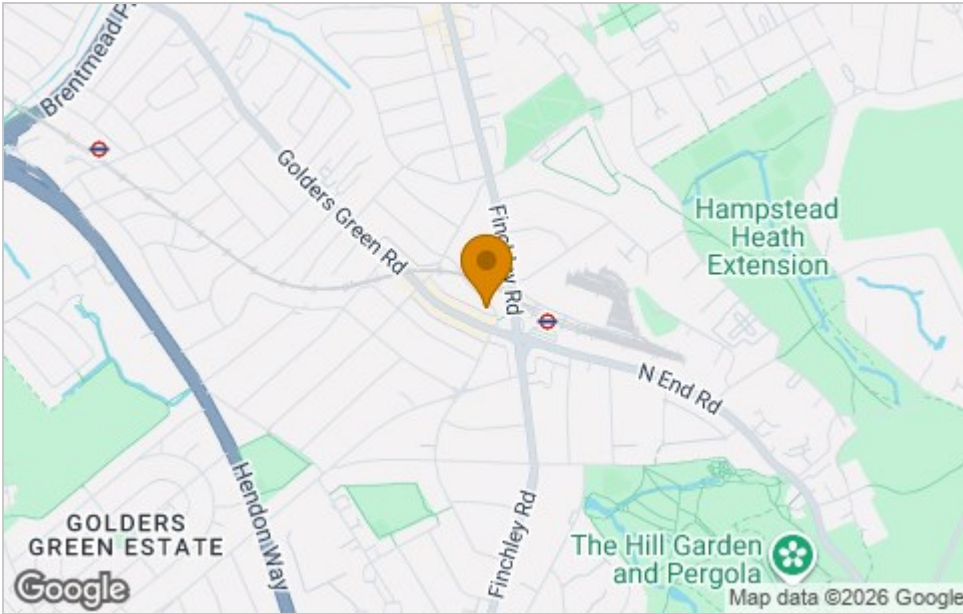 Brentmead Pl
Golders Green Rd
Finchley Rd
Hampstead
Heath
Extension
N End Rd
Hendon Way
GOLDERS
GREEN ESTATE
Finchley Rd
The Hill Garden
and Pergola
Google
Map data ©2026 Google